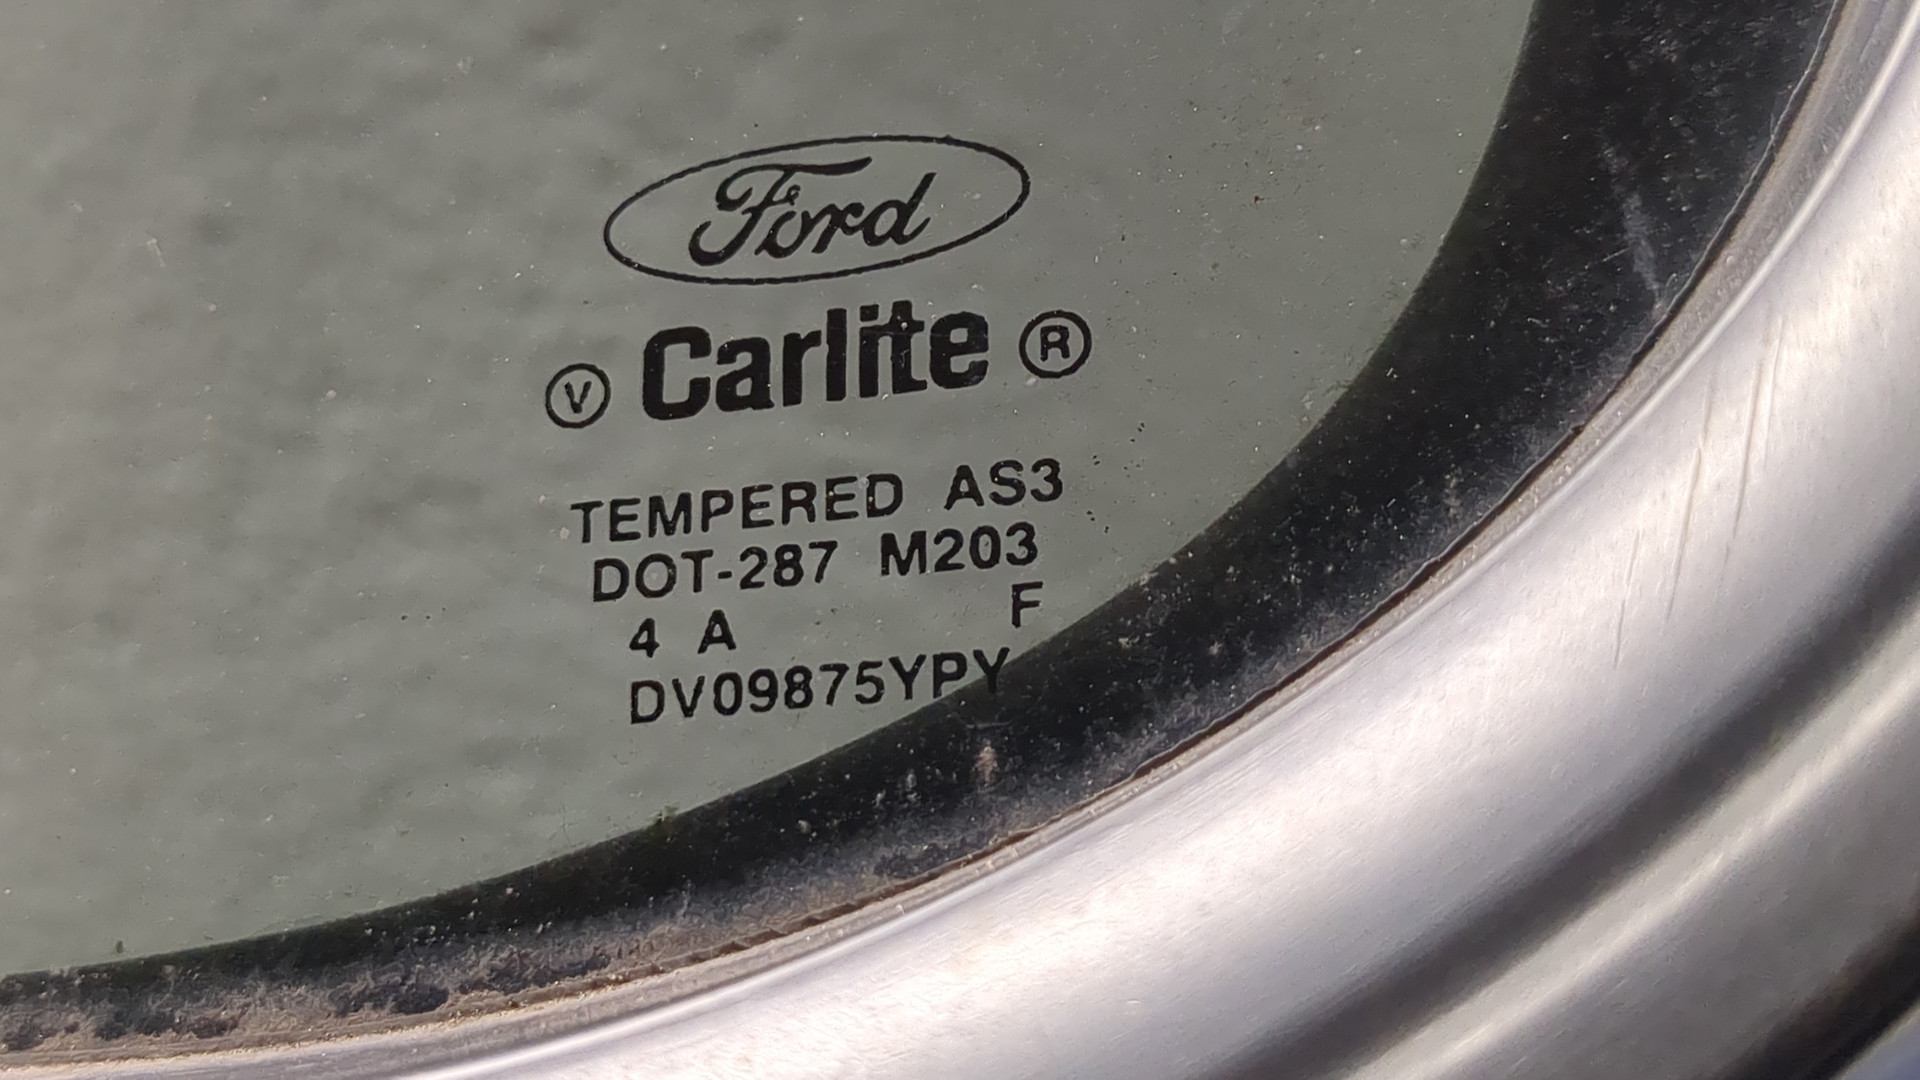 Ford
V Carlite ®
TEMPERED AS3
DOT-287 M203
4 A F
DV09875YPY